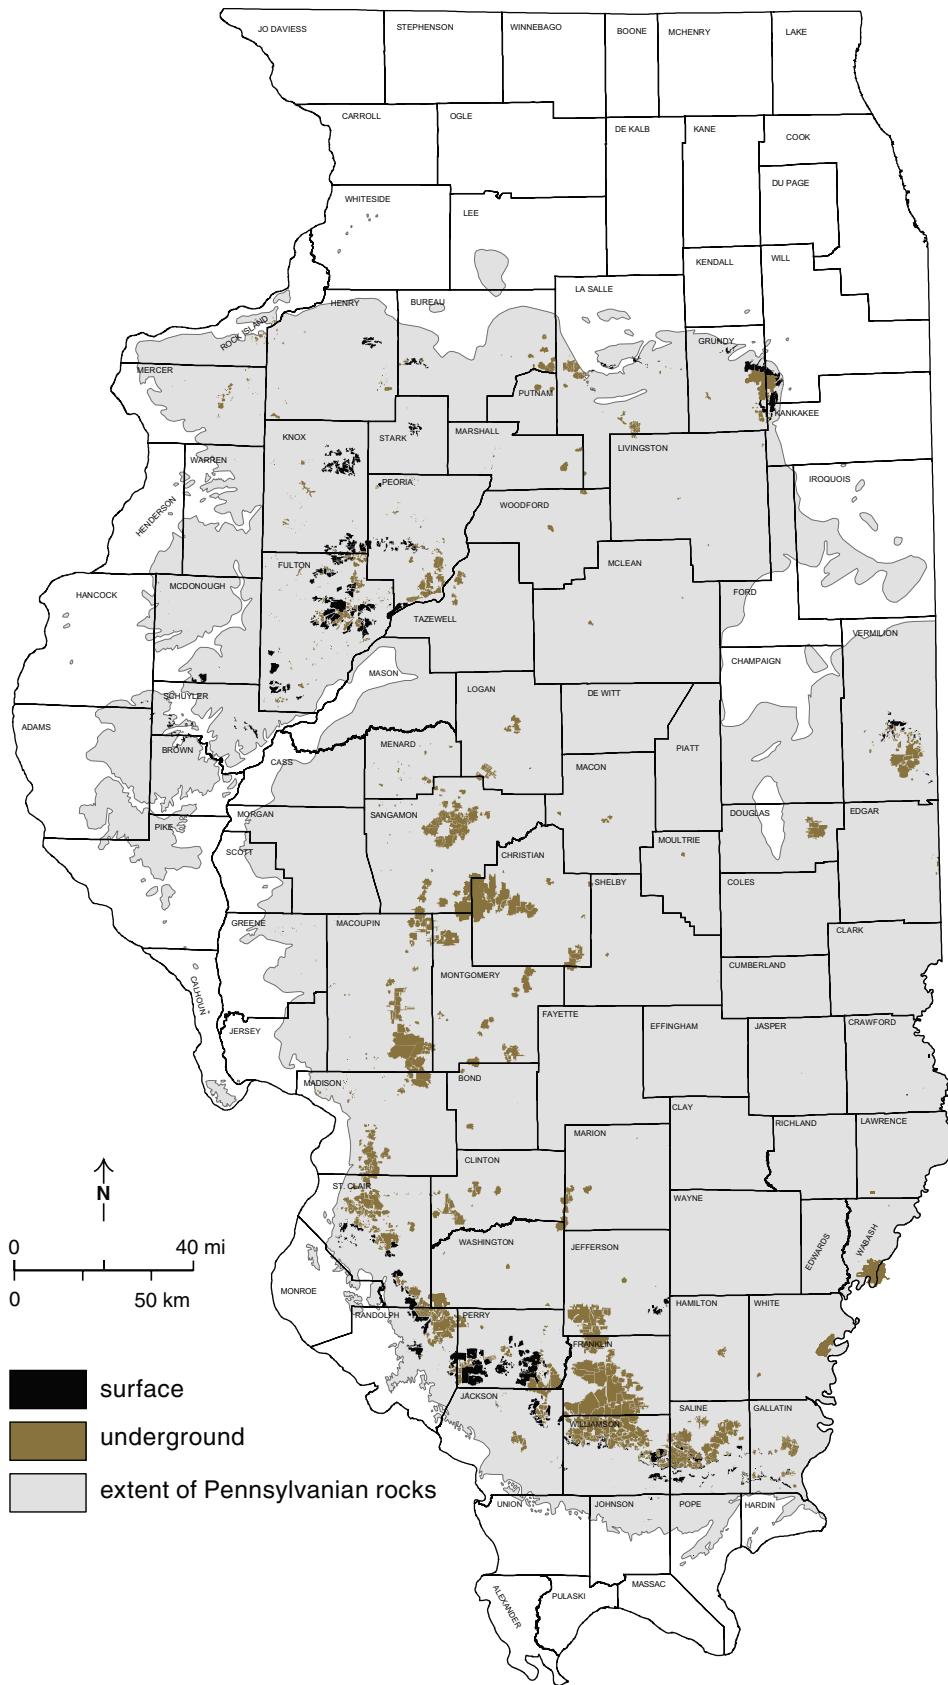 JO DAVIESS
STEPHENSON
WINNEBAGO
BOONE
MCHENRY
LAKE
CARROLL
OGLE
DE KALB
KANE
COOK
DU PAGE
WHITESIDE
LEE
KENDALL
WILL
ROCK ISLAND
HENRY
BUREAU
LA SALLE
GRUNDY
MERCER
PUTNAM
KANKAKEE
KNOX
STARK
MARSHALL
LIVINGSTON
WARREN
HENDERSON
PEORIA
WOODFORD
IROQUOIS
HANCOCK
MCDONOUGH
FULTON
TAZEWELL
MCLEAN
FORD
VERMILION
SCHUYLER
MASON
LOGAN
DE WITT
CHAMPAIGN
ADAMS
BROWN
CASS
MENARD
MACON
PIATT
PIKE
MORGAN
SANGAMON
DOUGLAS
EDGAR
SCOTT
CHRISTIAN
MOULTRIE
SHELBY
COLES
GREENE
MACOUPIN
CLARK
CALHOUN
MONTGOMERY
CUMBERLAND
JERSEY
FAYETTE
EFFINGHAM
JASPER
CRAWFORD
MADISON
BOND
CLAY
RICHLAND
LAWRENCE
MARION
CLINTON
ST. CLAIR
WAYNE
EDWARDS
WABASH
N
0 40 mi
0 50 km
WASHINGTON
JEFFERSON
MONROE
RANDOLPH
PERRY
HAMILTON
WHITE
FRANKLIN
surface
JACKSON
WILLIAMSON
SALINE
GALLATIN
underground
extent of Pennsylvanian rocks
UNION
JOHNSON
POPE
HARDIN
ALEXANDER
PULASKI
MASSAC